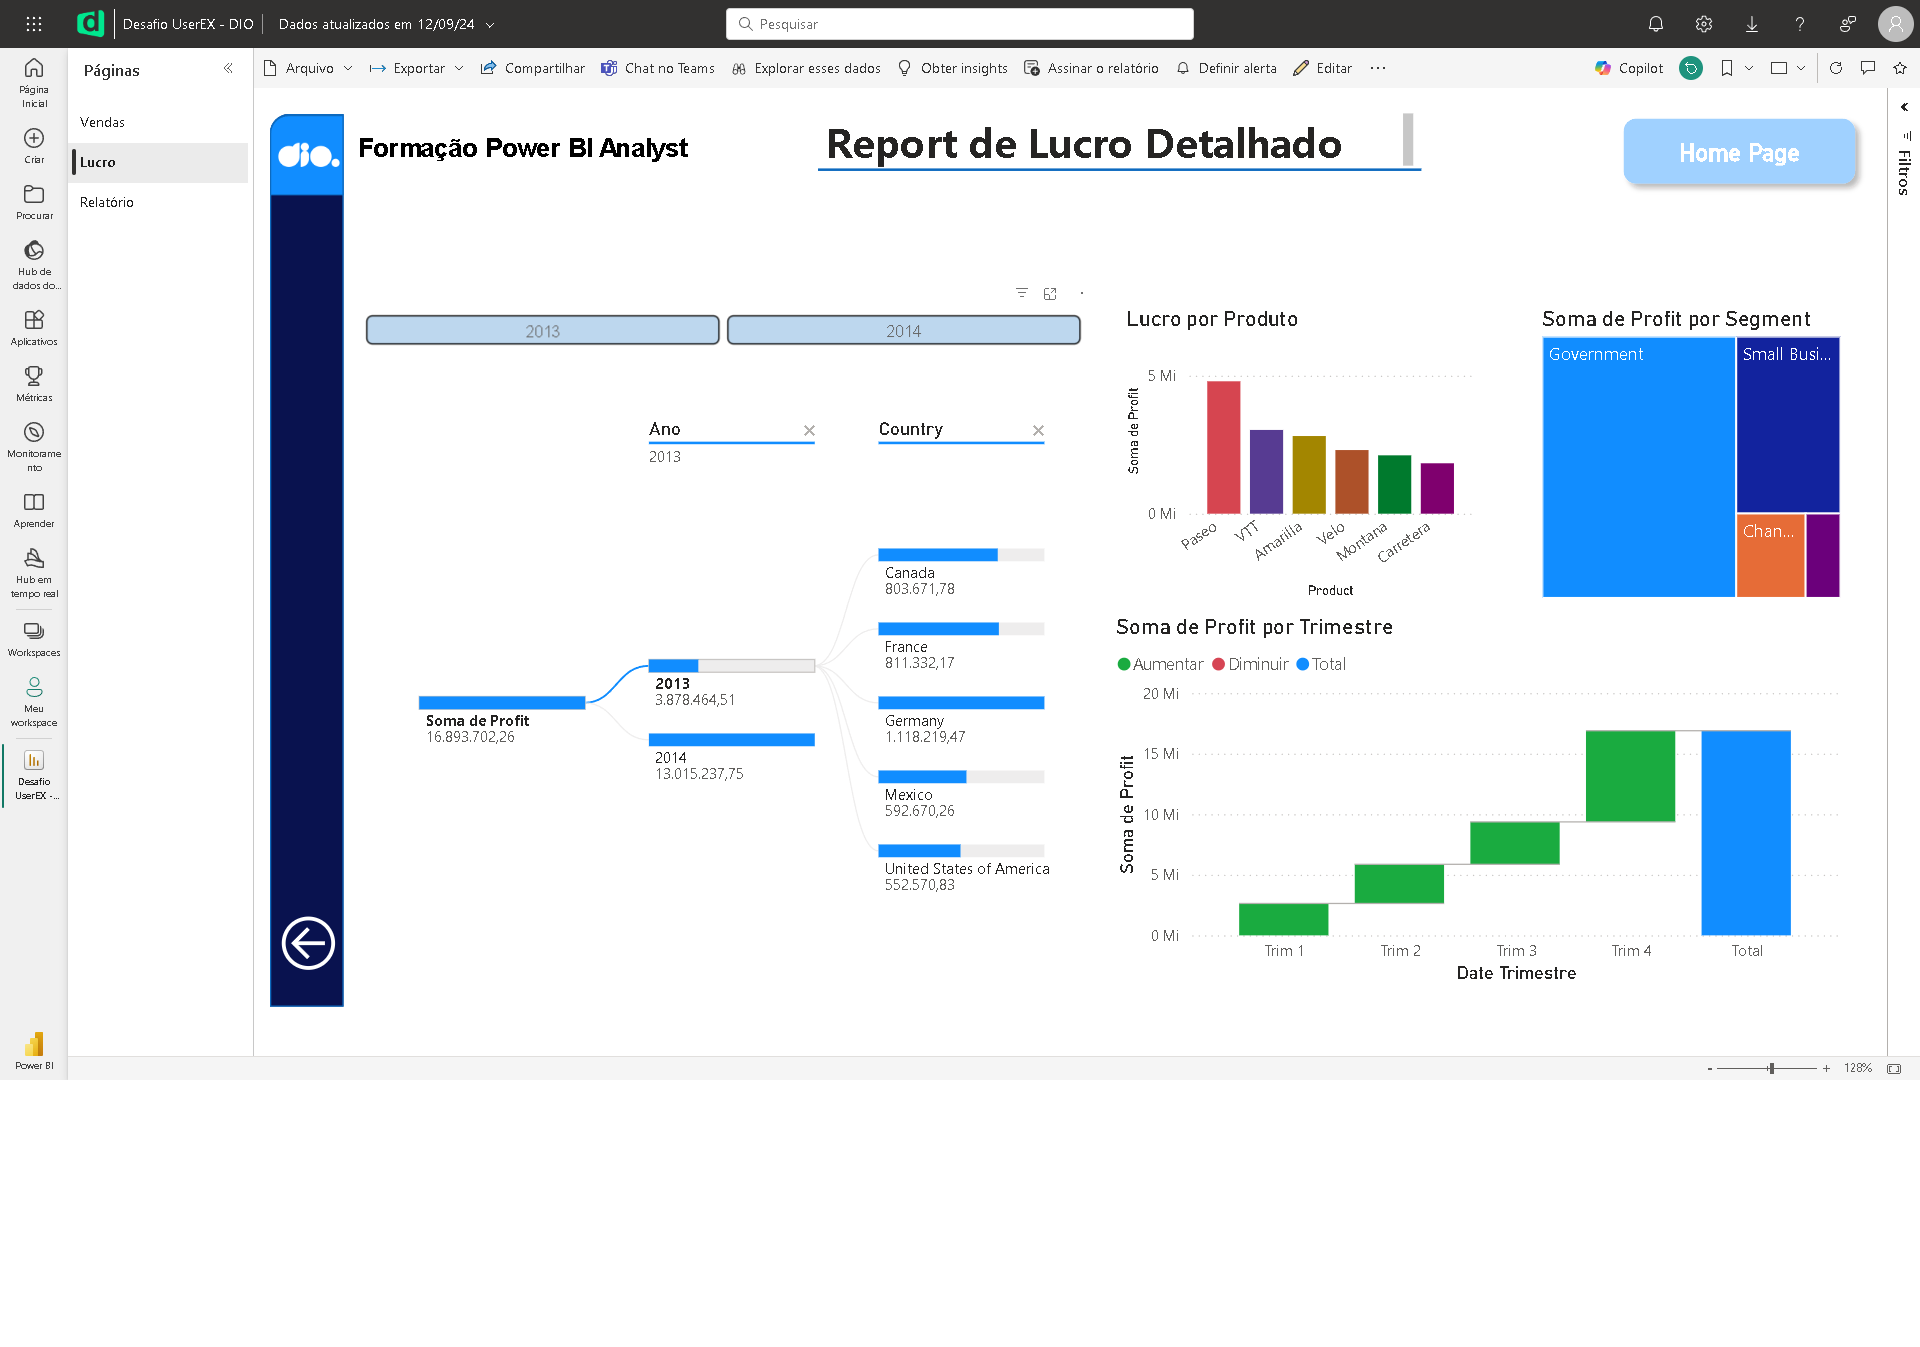 Desafio UserEX - DIO
Dados atualizados em 12/09/24
Pesquisar
Página
Inicial
Criar
Procurar
Hub de
dados do...
Aplicativos
Métricas
Monitorame
nto
Aprender
Hub em
tempo real
Workspaces
Meu
workspace
Desafio
UserEX -...
Power BI
Páginas
Vendas
Lucro
Relatório
Arquivo
Exportar
Compartilhar
Chat no Teams
Explorar esses dados
Obter insights
Assinar o relatório
Definir alerta
Editar
...
Copilot
Filtros
dio.
Formação Power BI Analyst
Report de Lucro Detalhado
Home Page
2013
2014
Ano
2013
Country
Soma de Profit
16.893.702,26
2013
3.878.464,51
2014
13.015.237,75
Canada
803.671,78
France
811.332,17
Germany
1.118.219,47
Mexico
592.670,26
United States of America
552.570,83
Lucro por Produto
Soma de Profit
5 Mi
0 Mi
Paseo
VTT
Amarilla
Velo
Montana
Carretera
Product
Soma de Profit por Segment
Government
Small Busi...
Chan...
Soma de Profit por Trimestre
Aumentar
Diminuir
Total
Soma de Profit
20 Mi
15 Mi
10 Mi
5 Mi
0 Mi
Trim 1
Trim 2
Trim 3
Trim 4
Total
Date Trimestre
- + 128%